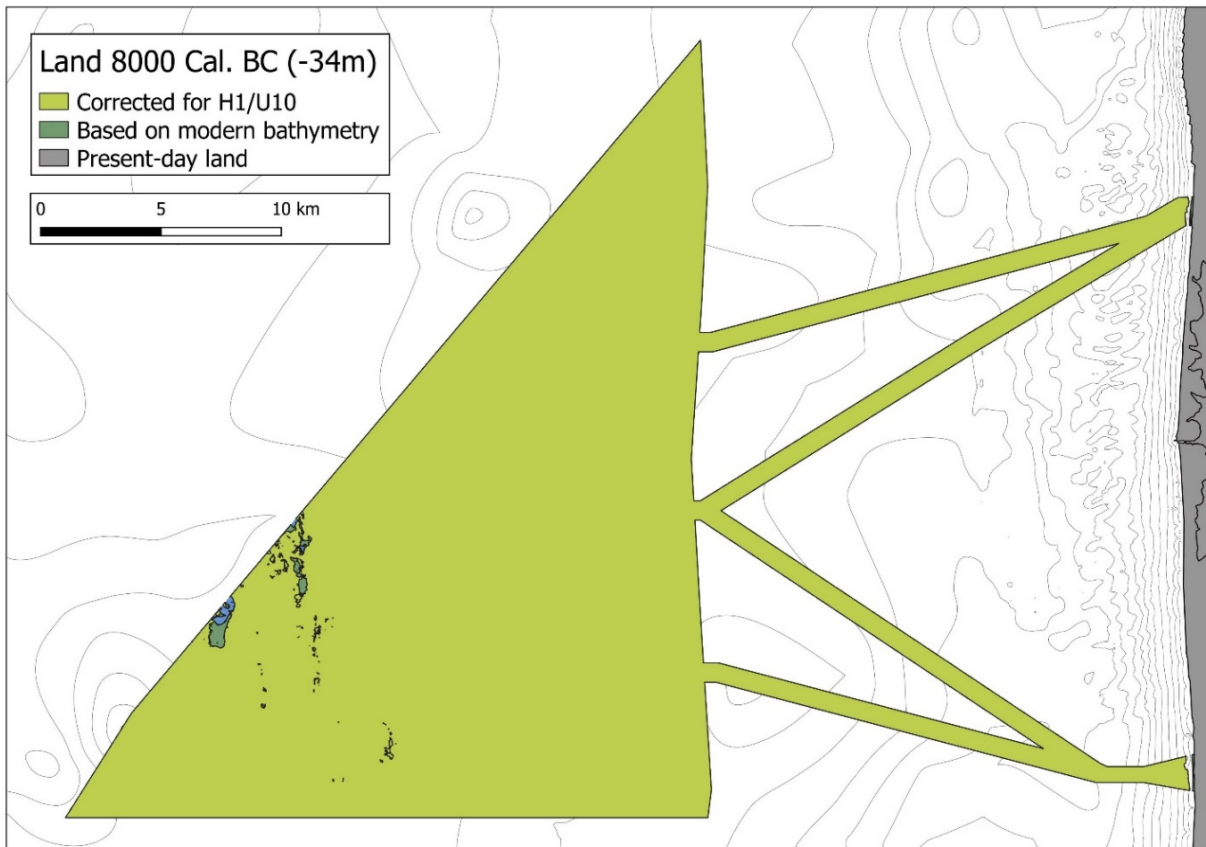 Land 8000 Cal. BC (-34m)
Corrected for H1/U10
Based on modern bathymetry
Present-day land
0 5 10 km